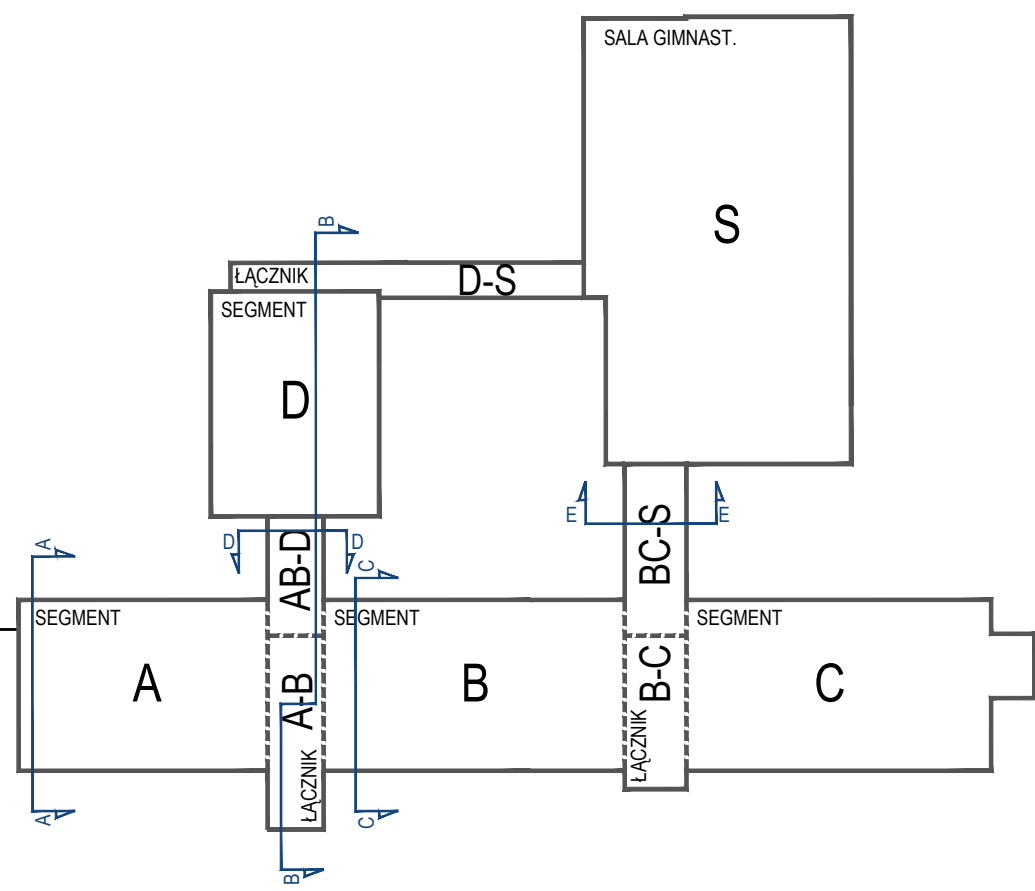 SALA GIMNAST.
S
B
ŁĄCZNIK
D-S
SEGMENT
D
E
E
D
D
AB-D
BC-S
A
C
SEGMENT
SEGMENT
SEGMENT
A
A-B
B
B-C
C
ŁĄCZNIK
ŁĄCZNIK
A
C
B